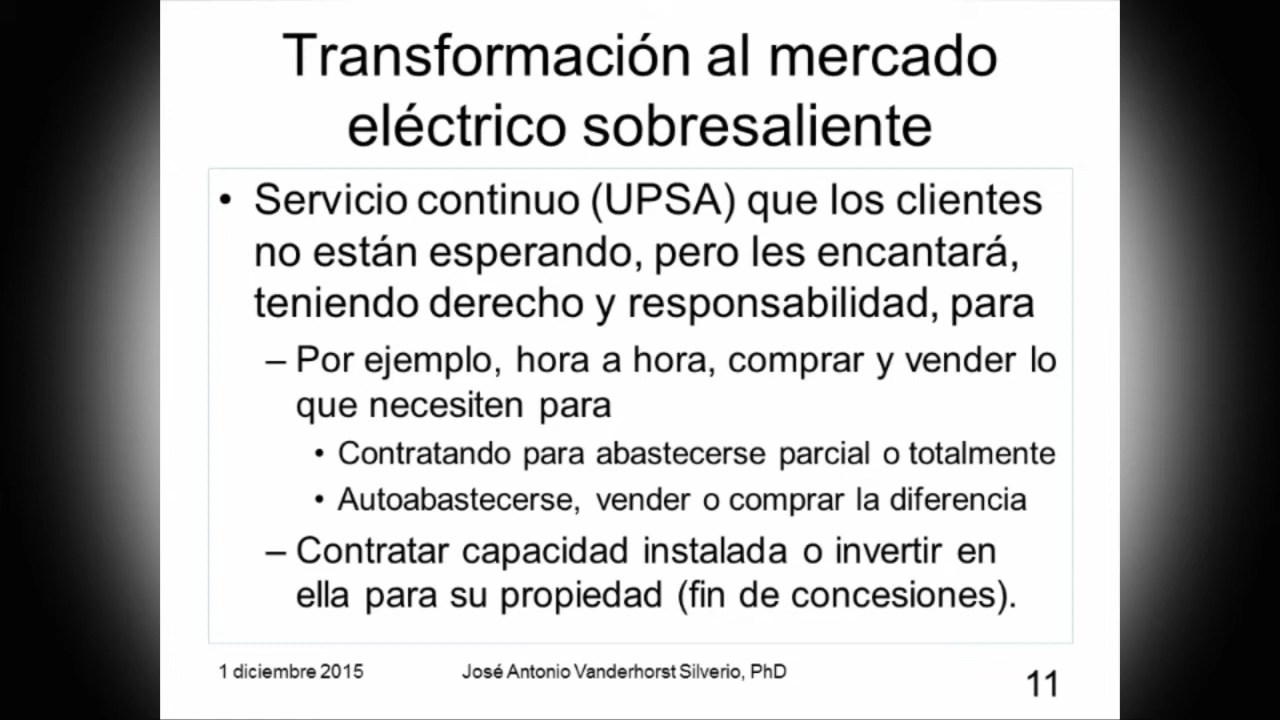 Transformación al mercado
eléctrico sobresaliente
• Servicio continuo (UPSA) que los clientes
no están esperando, pero les encantará,
teniendo derecho y responsabilidad, para
– Por ejemplo, hora a hora, comprar y vender lo
que necesiten para
• Contratando para abastecerse parcial o totalmente
• Autoabastecerse, vender o comprar la diferencia
– Contratar capacidad instalada o invertir en
ella para su propiedad (fin de concesiones).
1 diciembre 2015 José Antonio Vanderhorst Silverio, PhD 11